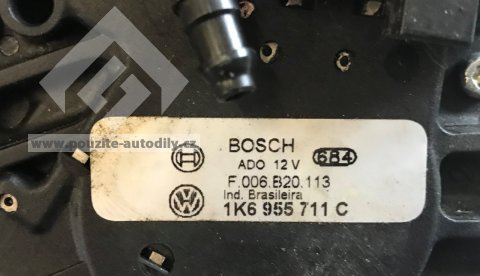 www.pouzite-autodily.cz
BOSCH
ADO 12 V 684
F.006.B20.113
Ind. Brasileira
1K6 955 711 C